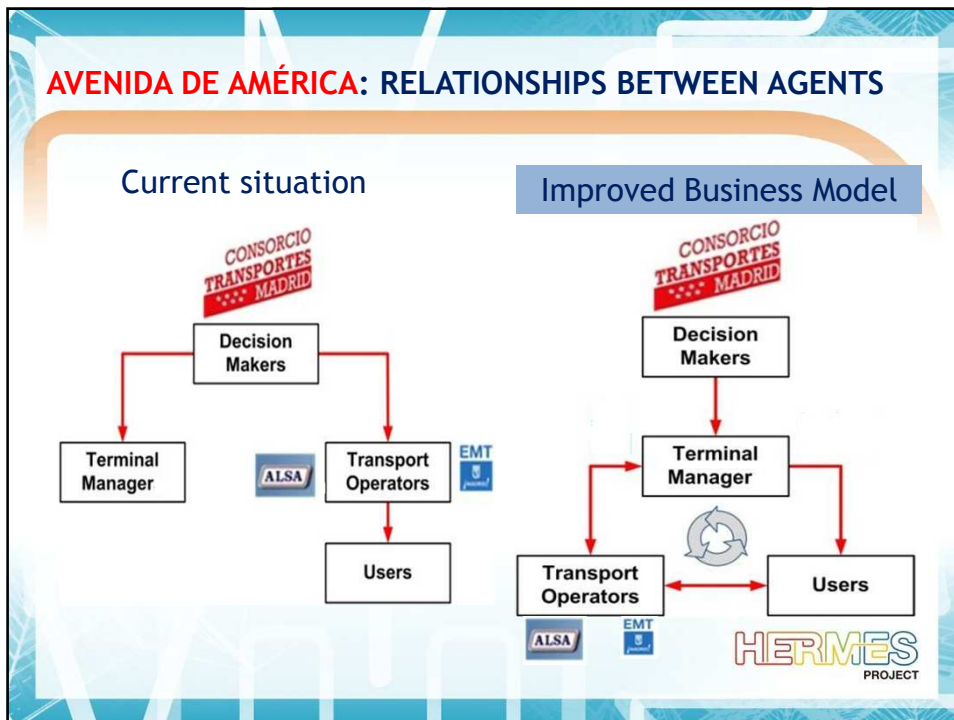 AVENIDA DE AMÉRICA: RELATIONSHIPS BETWEEN AGENTS
Current situation
CONSORCIO
TRANSPORTES
MADRID
Decision
Makers
Terminal
Manager
ALSA
Transport
Operators
EMT
Users
Improved Business Model
CONSORCIO
TRANSPORTES
MADRID
Decision
Makers
Terminal
Manager
Transport
Operators
Users
ALSA
EMT
HERMES
PROJECT